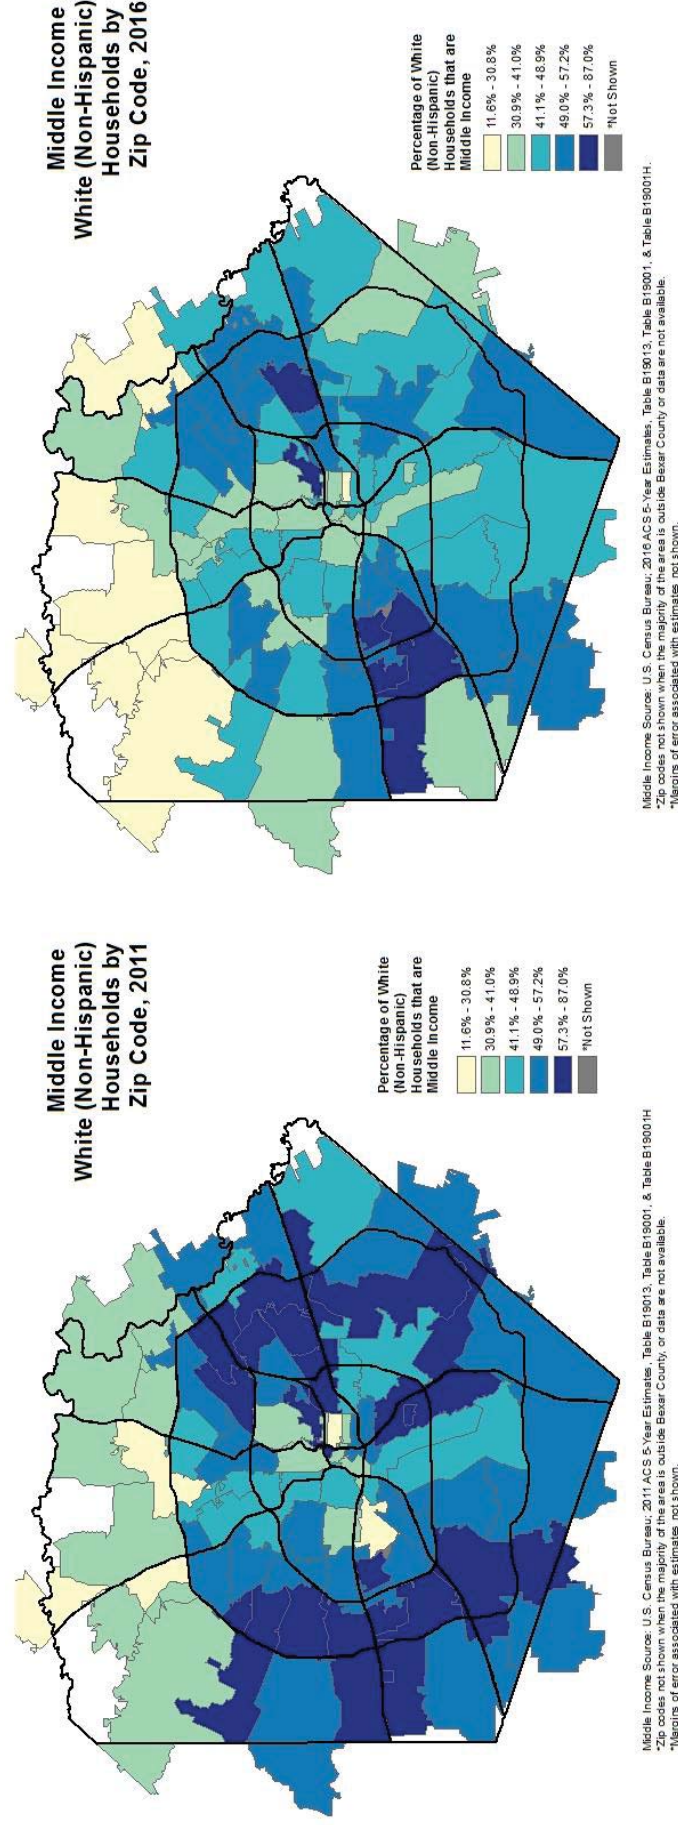 Middle Income
White (Non-Hispanic)
Households by
Zip Code, 2011
Percentage of White
(Non-Hispanic)
Households that are
Middle Income
11.6% - 30.8%
30.9% - 41.0%
41.1% - 48.9%
49.0% - 57.2%
57.3% - 87.0%
*Not Shown
Middle Income Source: U.S. Census Bureau; 2011 ACS 5-Year Estimates, Table B19013, Table B19001, & Table B19001H
*Zip codes not shown when the majority of the area is outside Bexar County, or data are not available.
*Margins of error associated with estimates not shown.
Middle Income
White (Non-Hispanic)
Households by
Zip Code, 2016
Percentage of White
(Non-Hispanic)
Households that are
Middle Income
11.6% - 30.8%
30.9% - 41.0%
41.1% - 48.9%
49.0% - 57.2%
57.3% - 87.0%
*Not Shown
Middle Income Source: U.S. Census Bureau; 2016 ACS 5-Year Estimates, Table B19013, Table B19001, & Table B19001H.
*Zip codes not shown when the majority of the area is outside Bexar County or data are not available.
*Margins of error associated with estimates not shown.